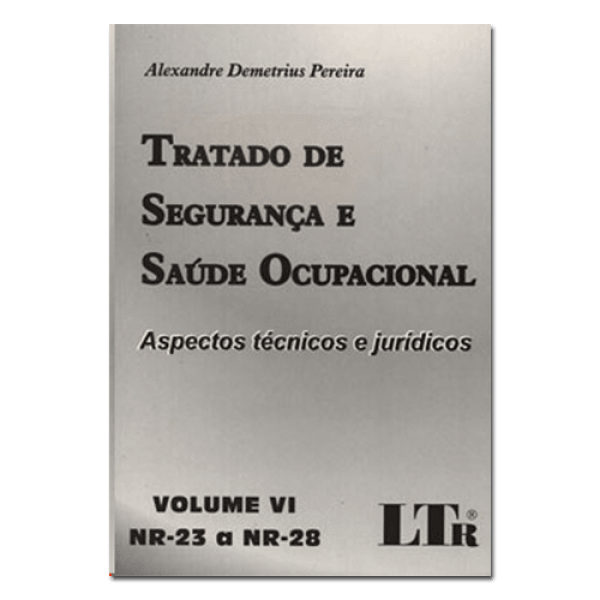 Alexandre Demetrius Pereira
TRATADO DE
SEGURANÇA E
SAÚDE OCUPACIONAL
Aspectos técnicos e jurídicos
VOLUME VI
NR-23 a NR-28
LTR®